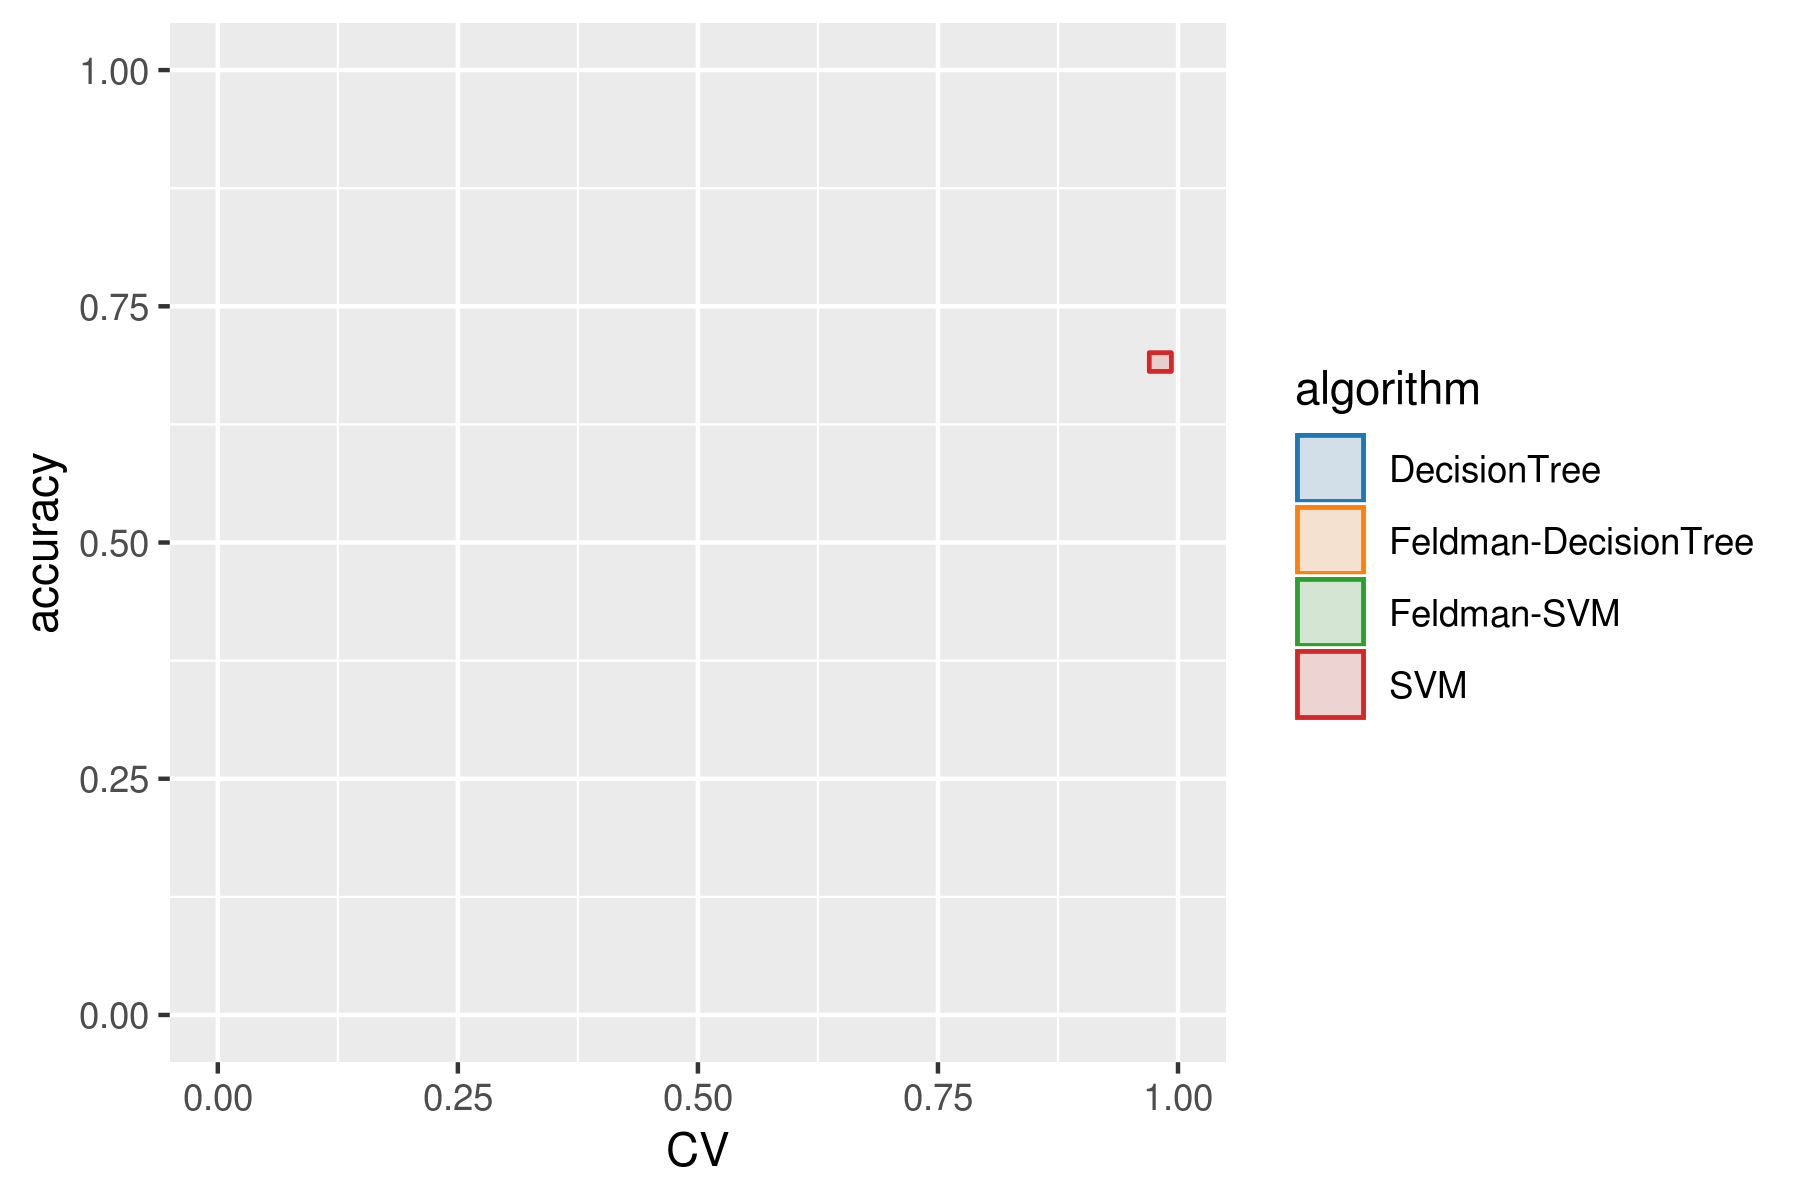 1.00
0.75
0.50
0.25
0.00
accuracy
0.00 0.25 0.50 0.75 1.00
CV
algorithm
DecisionTree
Feldman-DecisionTree
Feldman-SVM
SVM